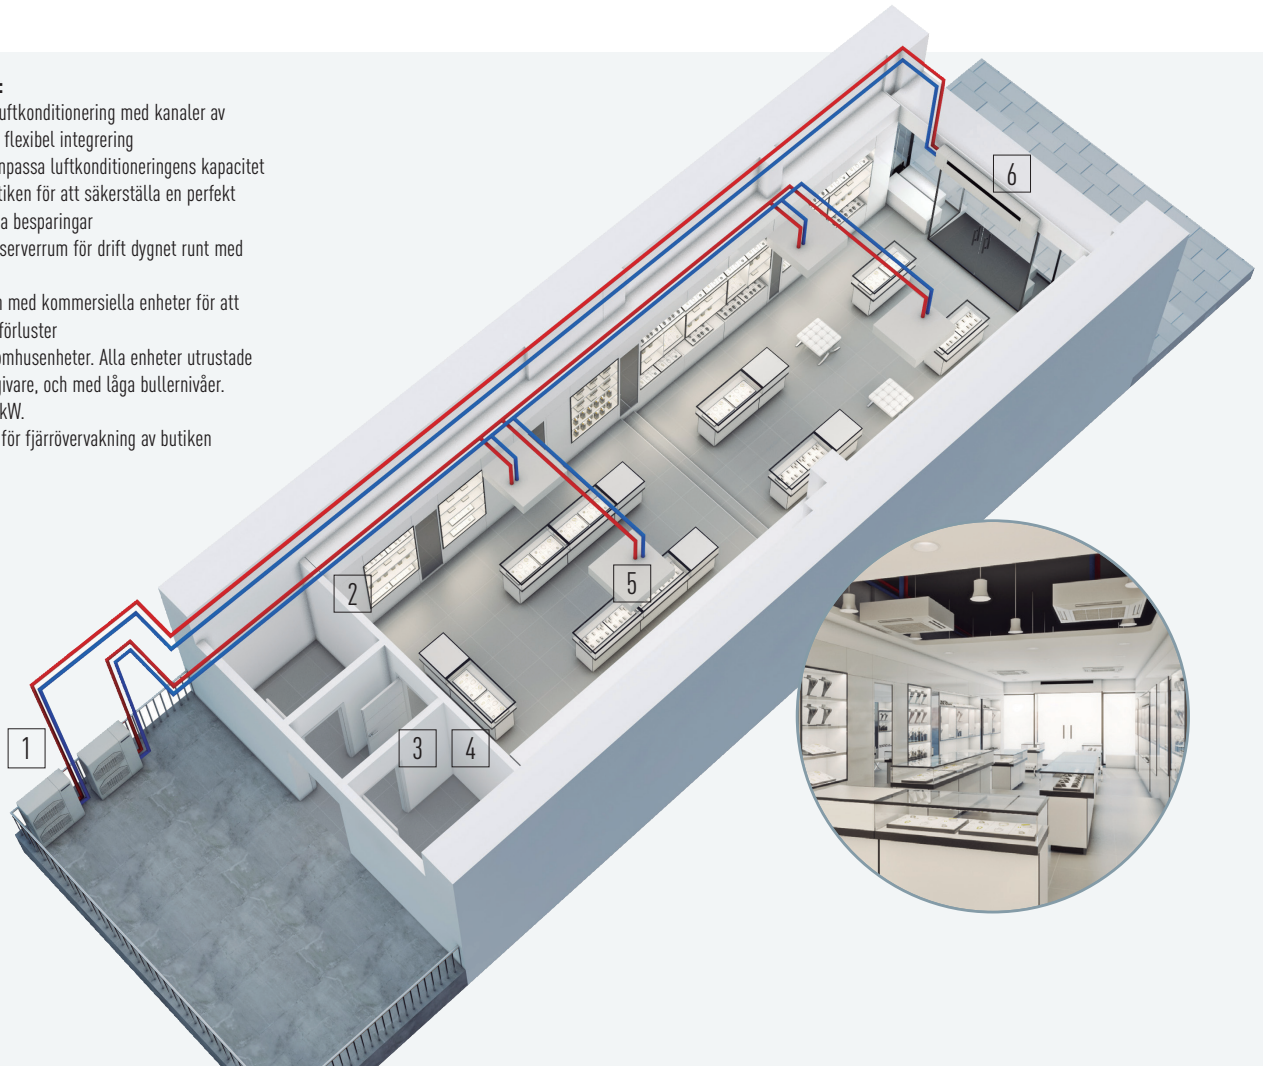 :
uftkonditionering med kanaler av
flexibel integrering
npassa luftkonditioneringens kapacitet
tiken för att säkerställa en perfekt
a besparingar
serverrum för drift dygnet runt med
n med kommersiella enheter för att
förluster
omhusenheter. Alla enheter utrustade
givare, och med låga bullernivåer.
kW.
för fjärrövervakning av butiken
6
2
5
1
3 4